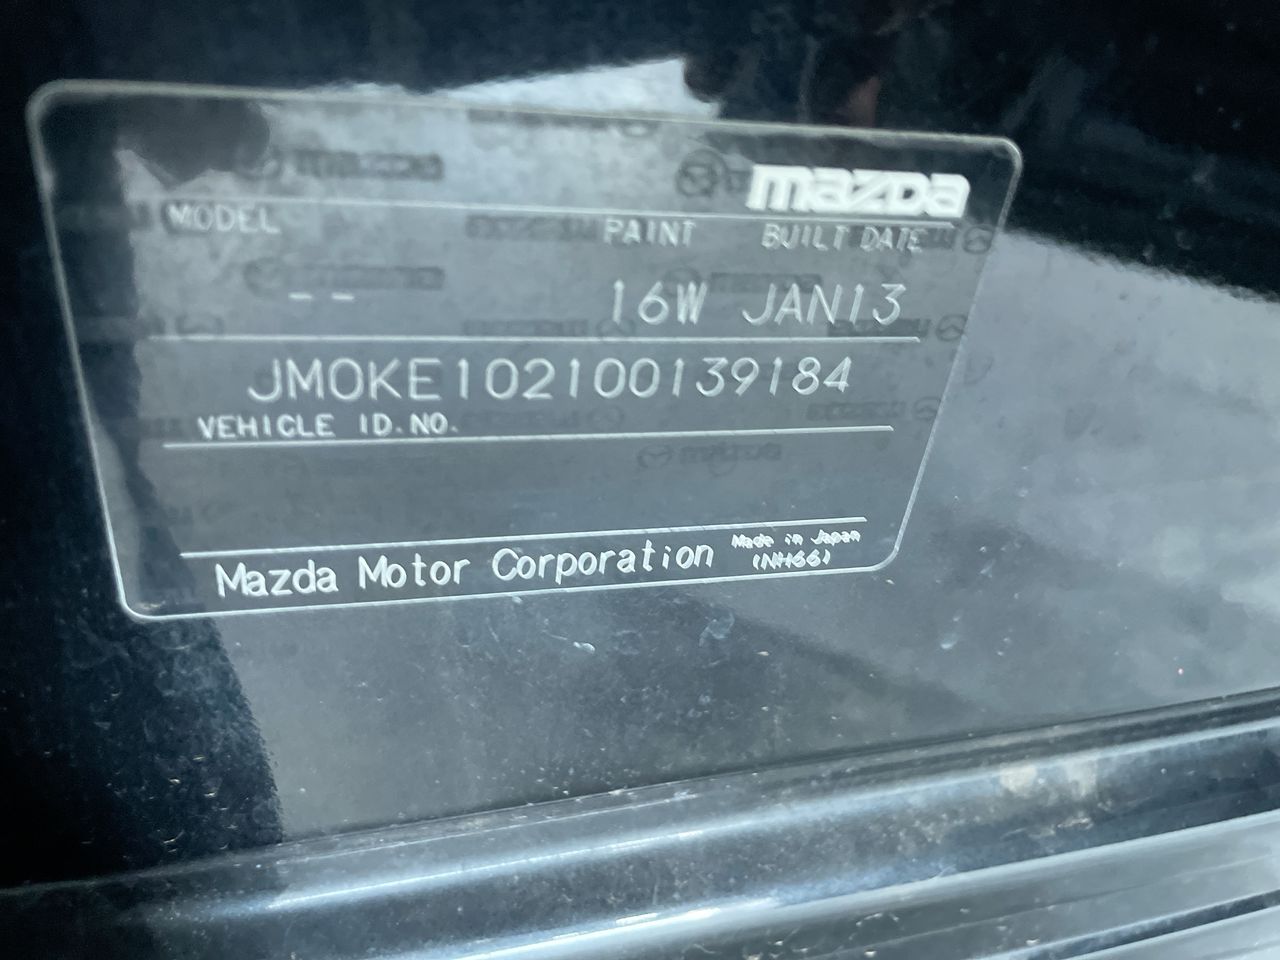 mazda
MODEL PAINT BUILT DATE
-- 16W JAN13
JM0KE102100139184
VEHICLE ID.NO.
Mazda Motor Corporation Made in Japan
(NH66)